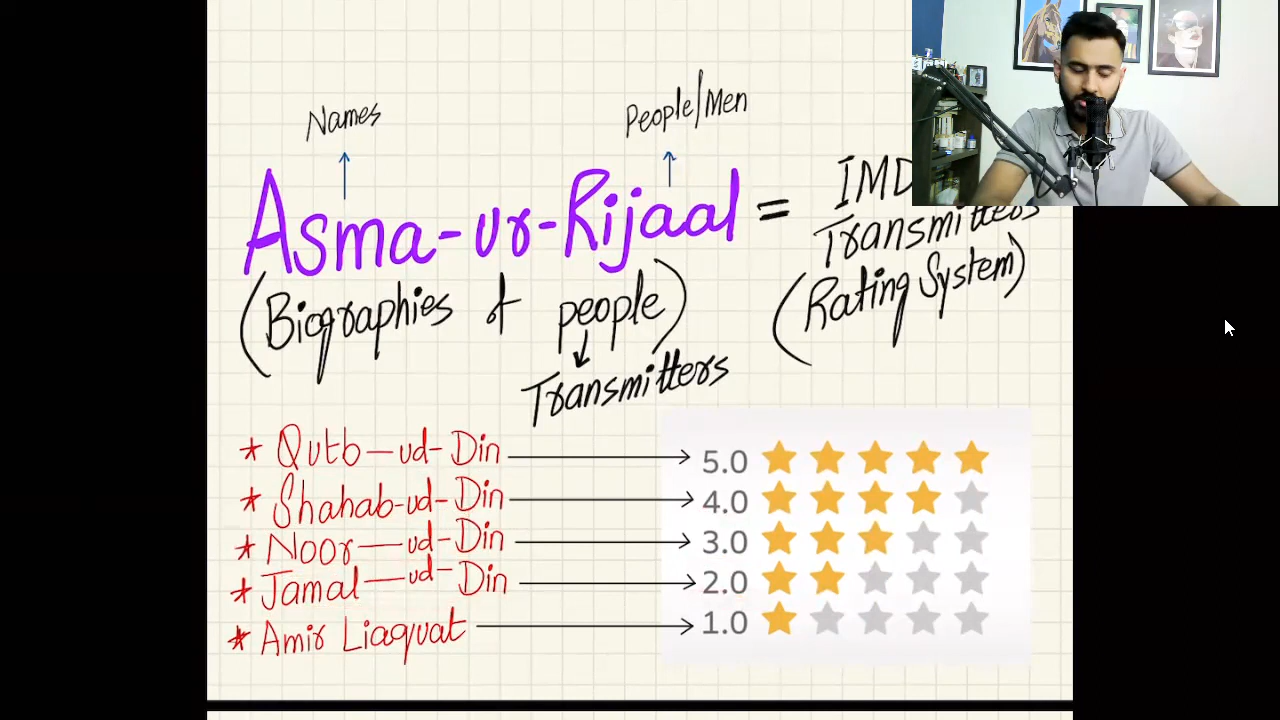 Names
People/Men
Asma-ur-Rijaal =
Transmitters
(Rating System)
(Biographies of people)
Transmitters
* Qutb-ud-Din 5.0
* Shahab-ud-Din 4.0
* Noor-ud-Din 3.0
* Jamal-ud-Din 2.0
* Amir Liaquat 1.0